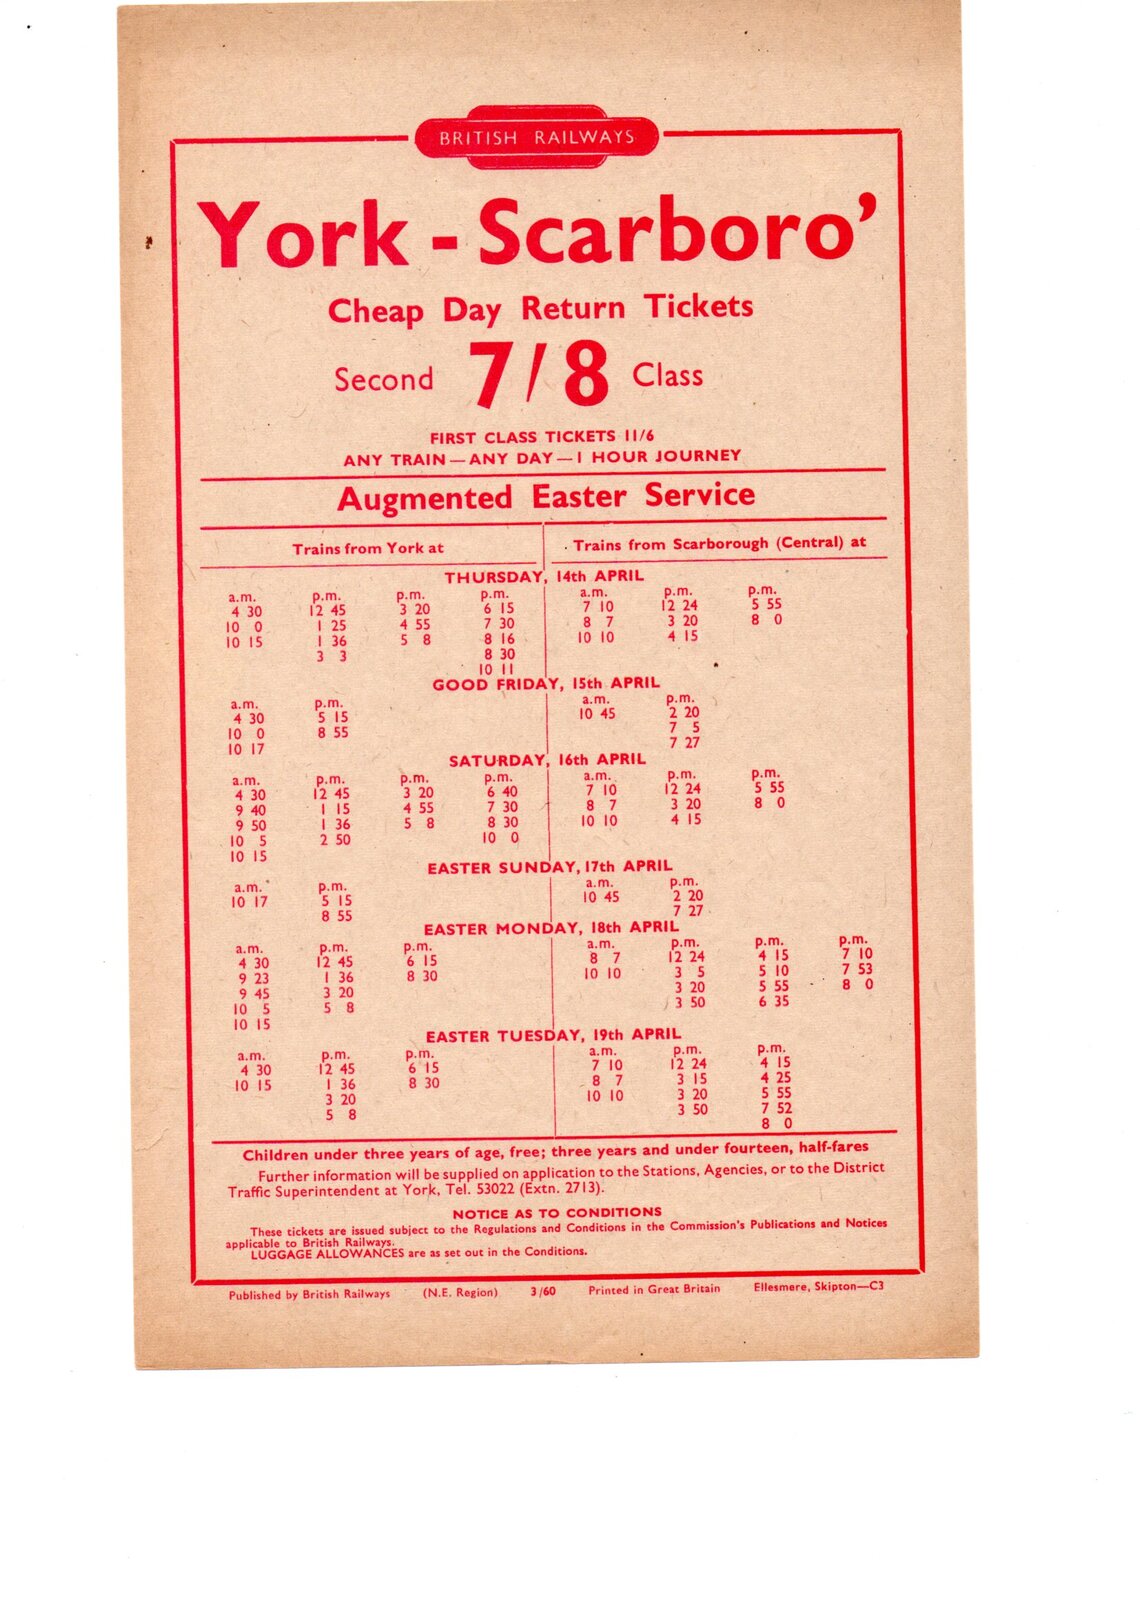 BRITISH RAILWAYS
York - Scarboro'
Cheap Day Return Tickets
Second 7/8 Class
FIRST CLASS TICKETS 11/6
ANY TRAIN—ANY DAY—1 HOUR JOURNEY
Augmented Easter Service
Trains from York at Trains from Scarborough (Central) at
THURSDAY, 14th APRIL
a.m. p.m. p.m. p.m. a.m. p.m. p.m.
4 30 12 45 3 20 6 15 7 10 12 24 5 55
10 0 1 25 4 55 7 30 8 7 3 20 8 0
10 15 1 36 5 8 8 16 10 10 4 15
3 3 8 30
10 11
GOOD FRIDAY, 15th APRIL
a.m. p.m. a.m. p.m.
4 30 5 15 10 45 2 20
10 0 8 55 7 5
10 17 7 27
SATURDAY, 16th APRIL
a.m. p.m. p.m. p.m. a.m. p.m. p.m.
4 30 12 45 3 20 6 40 7 10 12 24 5 55
9 40 1 15 4 55 7 30 8 7 3 20 8 0
9 50 1 36 5 8 8 30 10 10 4 15
10 5 2 50 10 0
10 15
EASTER SUNDAY, 17th APRIL
a.m. p.m. a.m. p.m.
10 17 5 15 10 45 2 20
8 55 7 27
EASTER MONDAY, 18th APRIL
a.m. p.m. p.m. a.m. p.m. p.m. p.m.
4 30 12 45 6 15 8 7 12 24 4 15 7 10
9 23 1 36 8 30 10 10 3 5 5 10 7 53
9 45 3 20 3 20 5 55 8 0
10 5 5 8 3 50 6 35
10 15
EASTER TUESDAY, 19th APRIL
a.m. p.m. p.m. a.m. p.m. p.m.
4 30 12 45 6 15 7 10 12 24 4 15
10 15 1 36 8 30 8 7 3 15 4 25
3 20 10 10 3 20 5 55
5 8 3 50 7 52
8 0
Children under three years of age, free; three years and under fourteen, half-fares
Further information will be supplied on application to the Stations, Agencies, or to the District
Traffic Superintendent at York, Tel. 53022 (Extn. 2713).
NOTICE AS TO CONDITIONS
These tickets are issued subject to the Regulations and Conditions in the Commission's Publications and Notices
applicable to British Railways.
LUGGAGE ALLOWANCES are as set out in the Conditions.
Published by British Railways (N.E. Region) 3/60 Printed in Great Britain Ellesmere, Skipton—C3